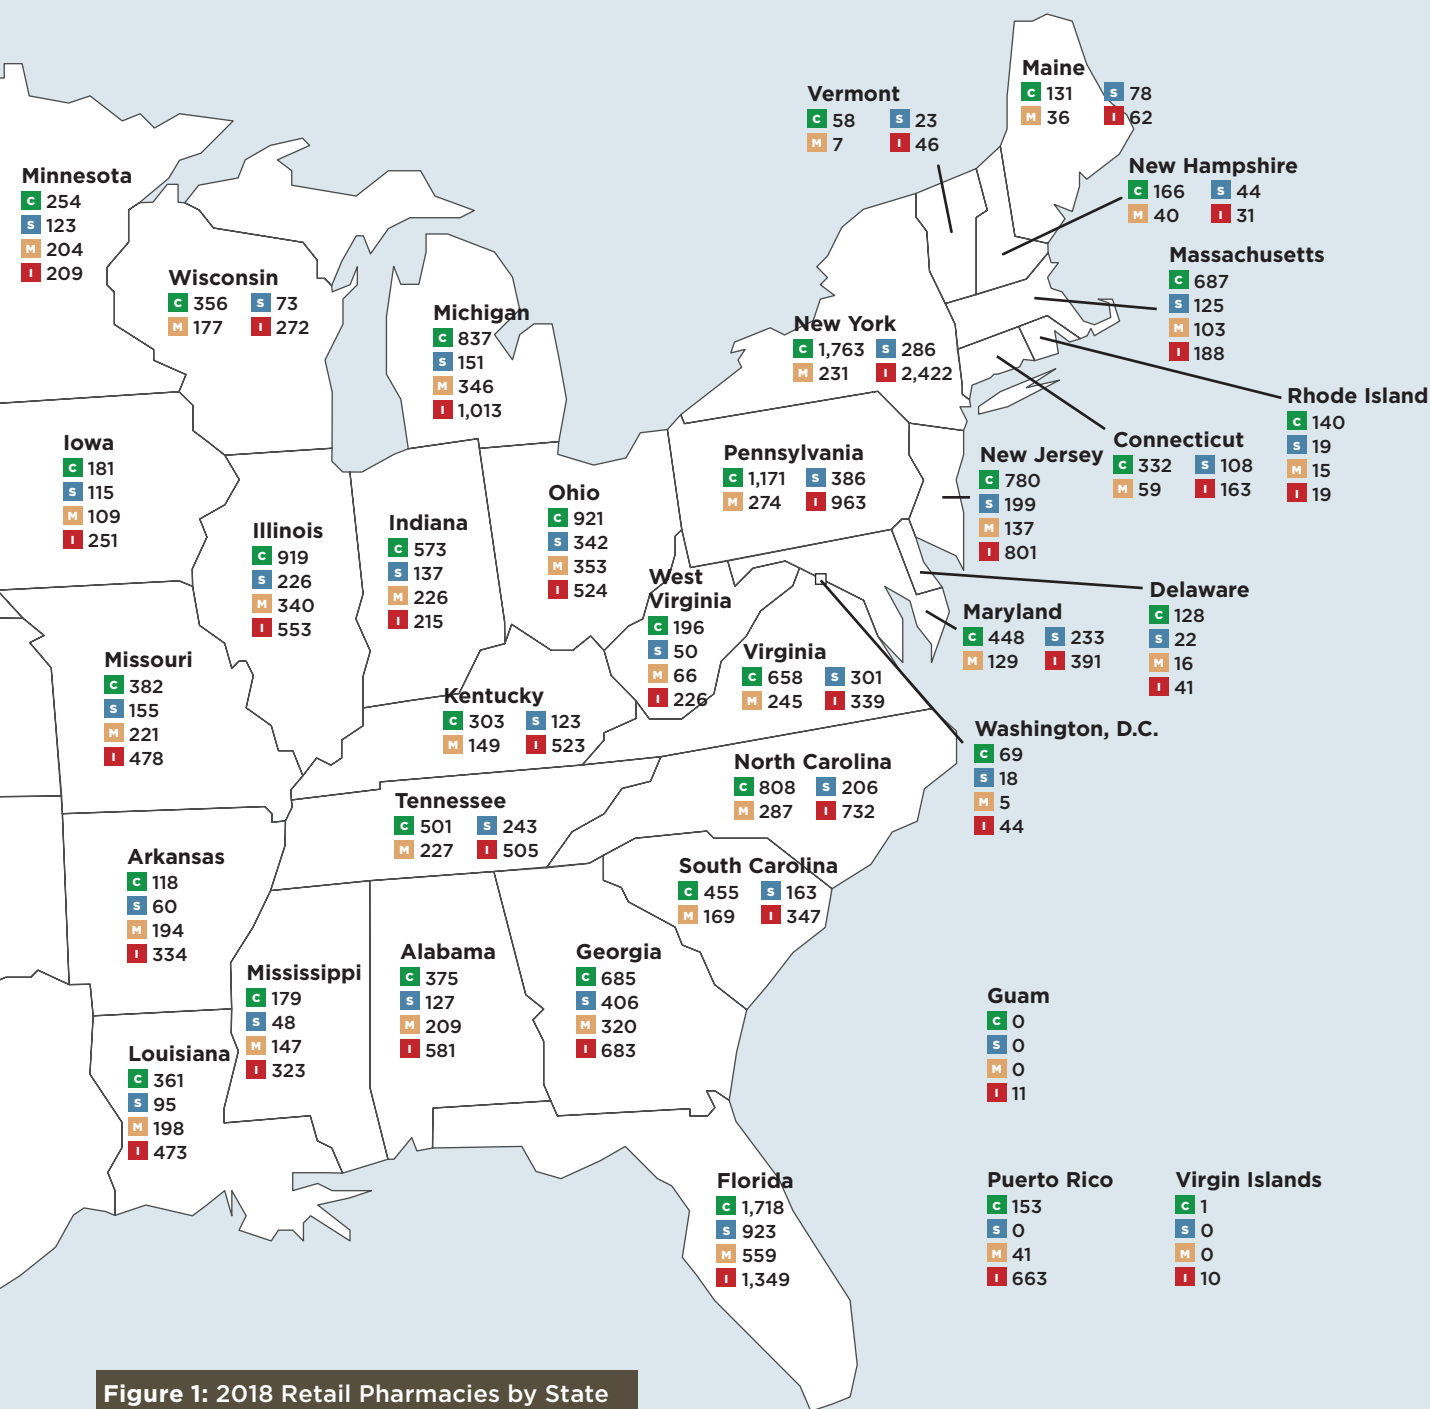 Maine
C 131 S 78
M 36 I 62
Vermont
C 58 S 23
M 7 I 46
New Hampshire
C 166 S 44
M 40 I 31
Minnesota
C 254
S 123
M 204
I 209
Massachusetts
C 687
S 125
M 103
I 188
Wisconsin
C 356 S 73
M 177 I 272
Michigan
C 837
S 151
M 346
I 1,013
New York
C 1,763 S 286
M 231 I 2,422
Rhode Island
C 140
S 19
M 15
I 19
Iowa
C 181
S 115
M 109
I 251
Connecticut
C 332 S 108
M 59 I 163
Pennsylvania
C 1,171 S 386
M 274 I 963
New Jersey
C 780
S 199
M 137
I 801
Ohio
C 921
S 342
M 353
I 524
Illinois
C 919
S 226
M 340
I 553
Indiana
C 573
S 137
M 226
I 215
West
Virginia
C 196
S 50
M 66
I 226
Delaware
C 128
S 22
M 16
I 41
Maryland
C 448 S 233
M 129 I 391
Missouri
C 382
S 155
M 221
I 478
Virginia
C 658 S 301
M 245 I 339
Kentucky
C 303 S 123
M 149 I 523
Washington, D.C.
C 69
S 18
M 5
I 44
North Carolina
C 808 S 206
M 287 I 732
Tennessee
C 501 S 243
M 227 I 505
Arkansas
C 118
S 60
M 194
I 334
South Carolina
C 455 S 163
M 169 I 347
Mississippi
C 179
S 48
M 147
I 323
Alabama
C 375
S 127
M 209
I 581
Georgia
C 685
S 406
M 320
I 683
Guam
C 0
S 0
M 0
I 11
Louisiana
C 361
S 95
M 198
I 473
Florida
C 1,718
S 923
M 559
I 1,349
Puerto Rico
C 153
S 0
M 41
I 663
Virgin Islands
C 1
S 0
M 0
I 10
Figure 1: 2018 Retail Pharmacies by State